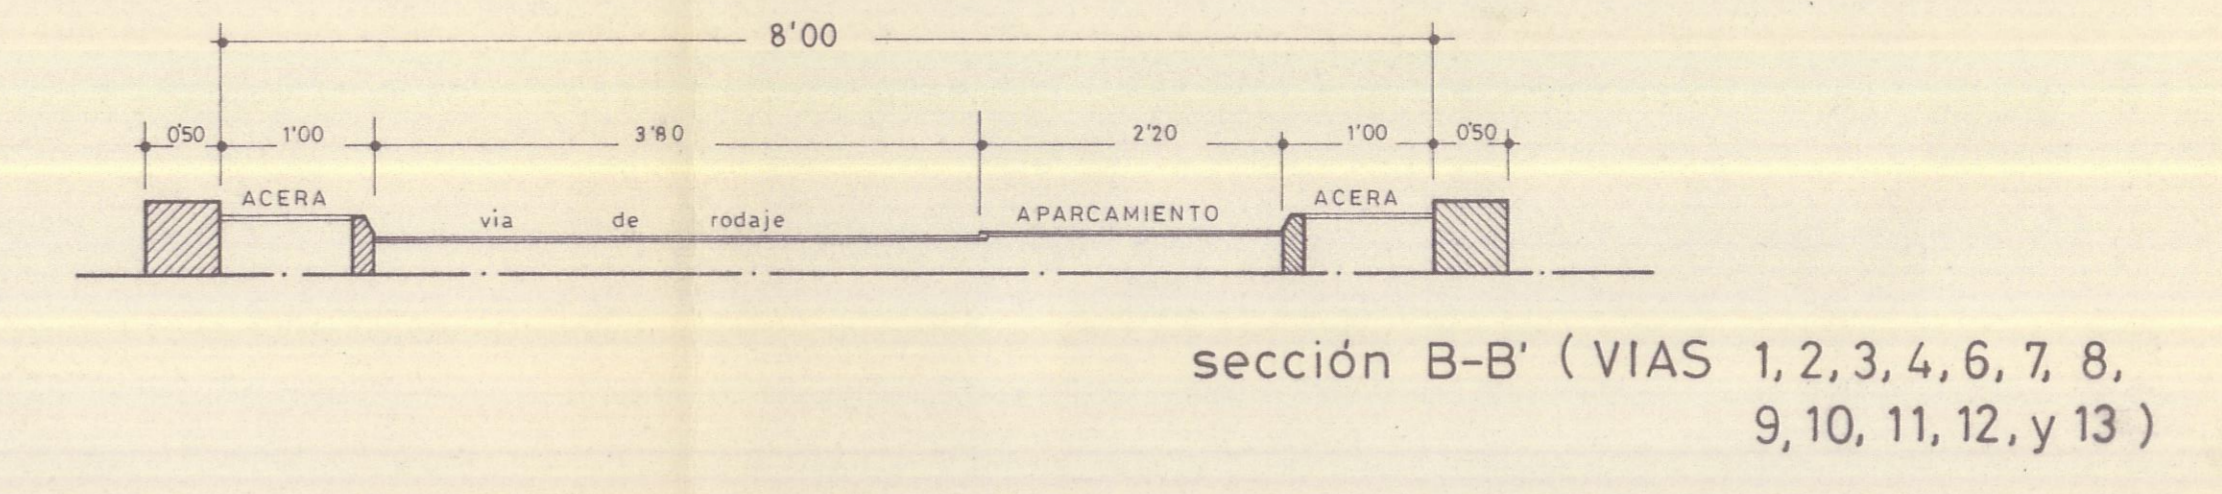 8'00
0'50 1'00 3'80 2'20 1'00 0'50
ACERA via de rodaje APARCAMIENTO ACERA
sección B-B' (VIAS 1, 2, 3, 4, 6, 7, 8,
9, 10, 11, 12, y 13)